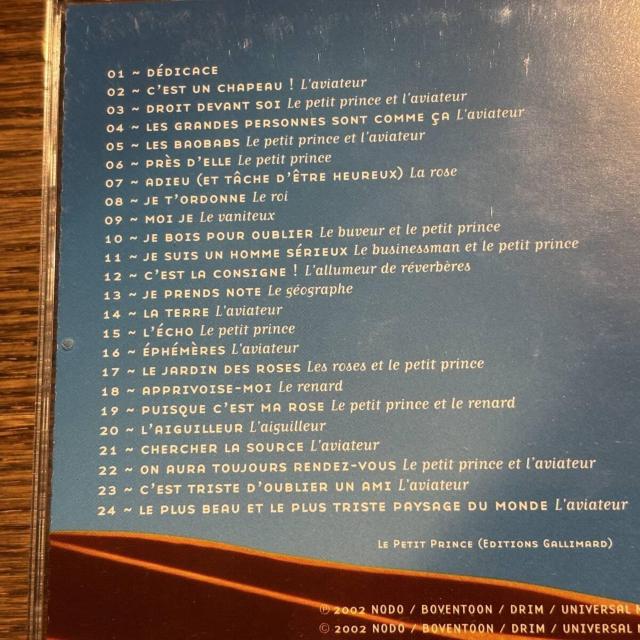 01 ~ DÉDICACE
02 ~ C'EST UN CHAPEAU ! L'aviateur
03 ~ DROIT DEVANT SOI Le petit prince et l'aviateur
04 ~ LES GRANDES PERSONNES SONT COMME ÇA L'aviateur
05 ~ LES BAOBABS Le petit prince et l'aviateur
06 ~ PRÈS D'ELLE Le petit prince
07 ~ ADIEU (ET TÂCHE D'ÊTRE HEUREUX) La rose
08 ~ JE T'ORDONNE Le roi
09 ~ MOI JE Le vaniteux
10 ~ JE BOIS POUR OUBLIER Le buveur et le petit prince
11 ~ JE SUIS UN HOMME SÉRIEUX Le businessman et le petit prince
12 ~ C'EST LA CONSIGNE ! L'allumeur de réverbères
13 ~ JE PRENDS NOTE Le géographe
14 ~ LA TERRE L'aviateur
15 ~ L'ÉCHO Le petit prince
16 ~ ÉPHÉMÈRES L'aviateur
17 ~ LE JARDIN DES ROSES Les roses et le petit prince
18 ~ APPRIVOISE-MOI Le renard
19 ~ PUISQUE C'EST MA ROSE Le petit prince et le renard
20 ~ L'AIGUILLEUR L'aiguilleur
21 ~ CHERCHER LA SOURCE L'aviateur
22 ~ ON AURA TOUJOURS RENDEZ-VOUS Le petit prince et l'aviateur
23 ~ C'EST TRISTE D'OUBLIER UN AMI L'aviateur
24 ~ LE PLUS BEAU ET LE PLUS TRISTE PAYSAGE DU MONDE L'aviateur
LE PETIT PRINCE (EDITIONS GALLIMARD)
℗ 2002 NODO / BOVENTOON / DRIM / UNIVERSAL
© 2002 NODO / BOVENTOON / DRIM / UNIVERSAL